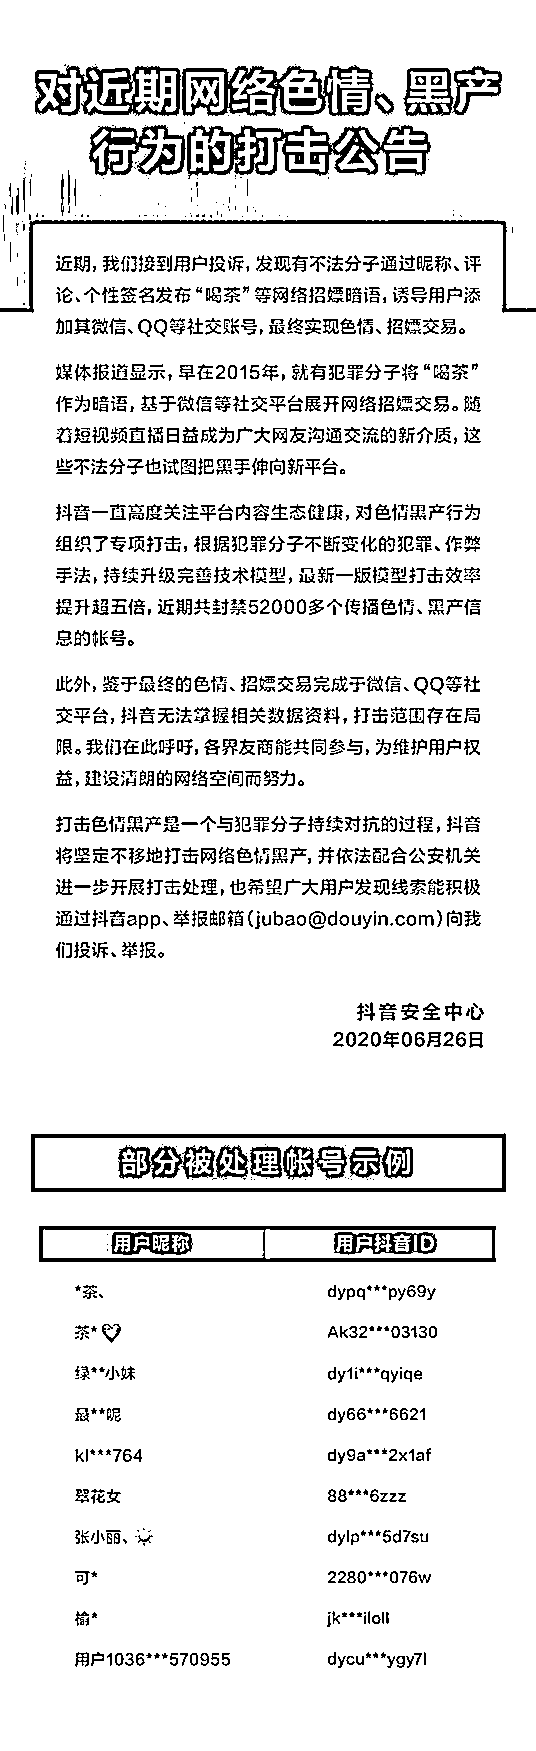 对近期网络色情、黑产
行为的打击公告
近期，我们接到用户投诉，发现有不法分子通过昵称、评
论、个性签名发布“喝茶”等网络招嫖暗语，诱导用户添
加其微信、QQ等社交账号，最终实现色情、招嫖交易。
媒体报道显示，早在2015年，就有犯罪分子将“喝茶”
作为暗语，基于微信等社交平台展开网络招嫖交易。随
着短视频直播日益成为广大网友沟通交流的新介质，这
些不法分子也试图把黑手伸向新平台。
抖音一直高度关注平台内容生态健康，对色情黑产行为
组织了专项打击，根据犯罪分子不断变化的犯罪、作弊
手法，持续升级完善技术模型，最新一版模型打击效率
提升超五倍，近期共封禁52000多个传播色情、黑产信
息的帐号。
此外，鉴于最终的色情、招嫖交易完成于微信、QQ等社
交平台，抖音无法掌握相关数据资料，打击范围存在局
限。我们在此呼吁，各界友商能共同参与，为维护用户权
益，建设清朗的网络空间而努力。
打击色情黑产是一个与犯罪分子持续对抗的过程，抖音
将坚定不移地打击网络色情黑产，并依法配合公安机关
进一步开展打击处理，也希望广大用户发现线索能积极
通过抖音app、举报邮箱（jubao@douyin.com）向我
们投诉、举报。
抖音安全中心
2020年06月26日
部分被处理帐号示例
用户昵称 用户抖音ID
*茶、 dypq***py69y
茶*🤍 Ak32***03130
绿**小妹 dy1i***qyiqe
最**呢 dy66***6621
kl***764 dy9a***2x1af
翠花女 88***6zzz
张小丽、☀ dylp***5d7su
可* 2280***076w
榆* jk***iloll
用户1036***570955 dycu***ygy7l